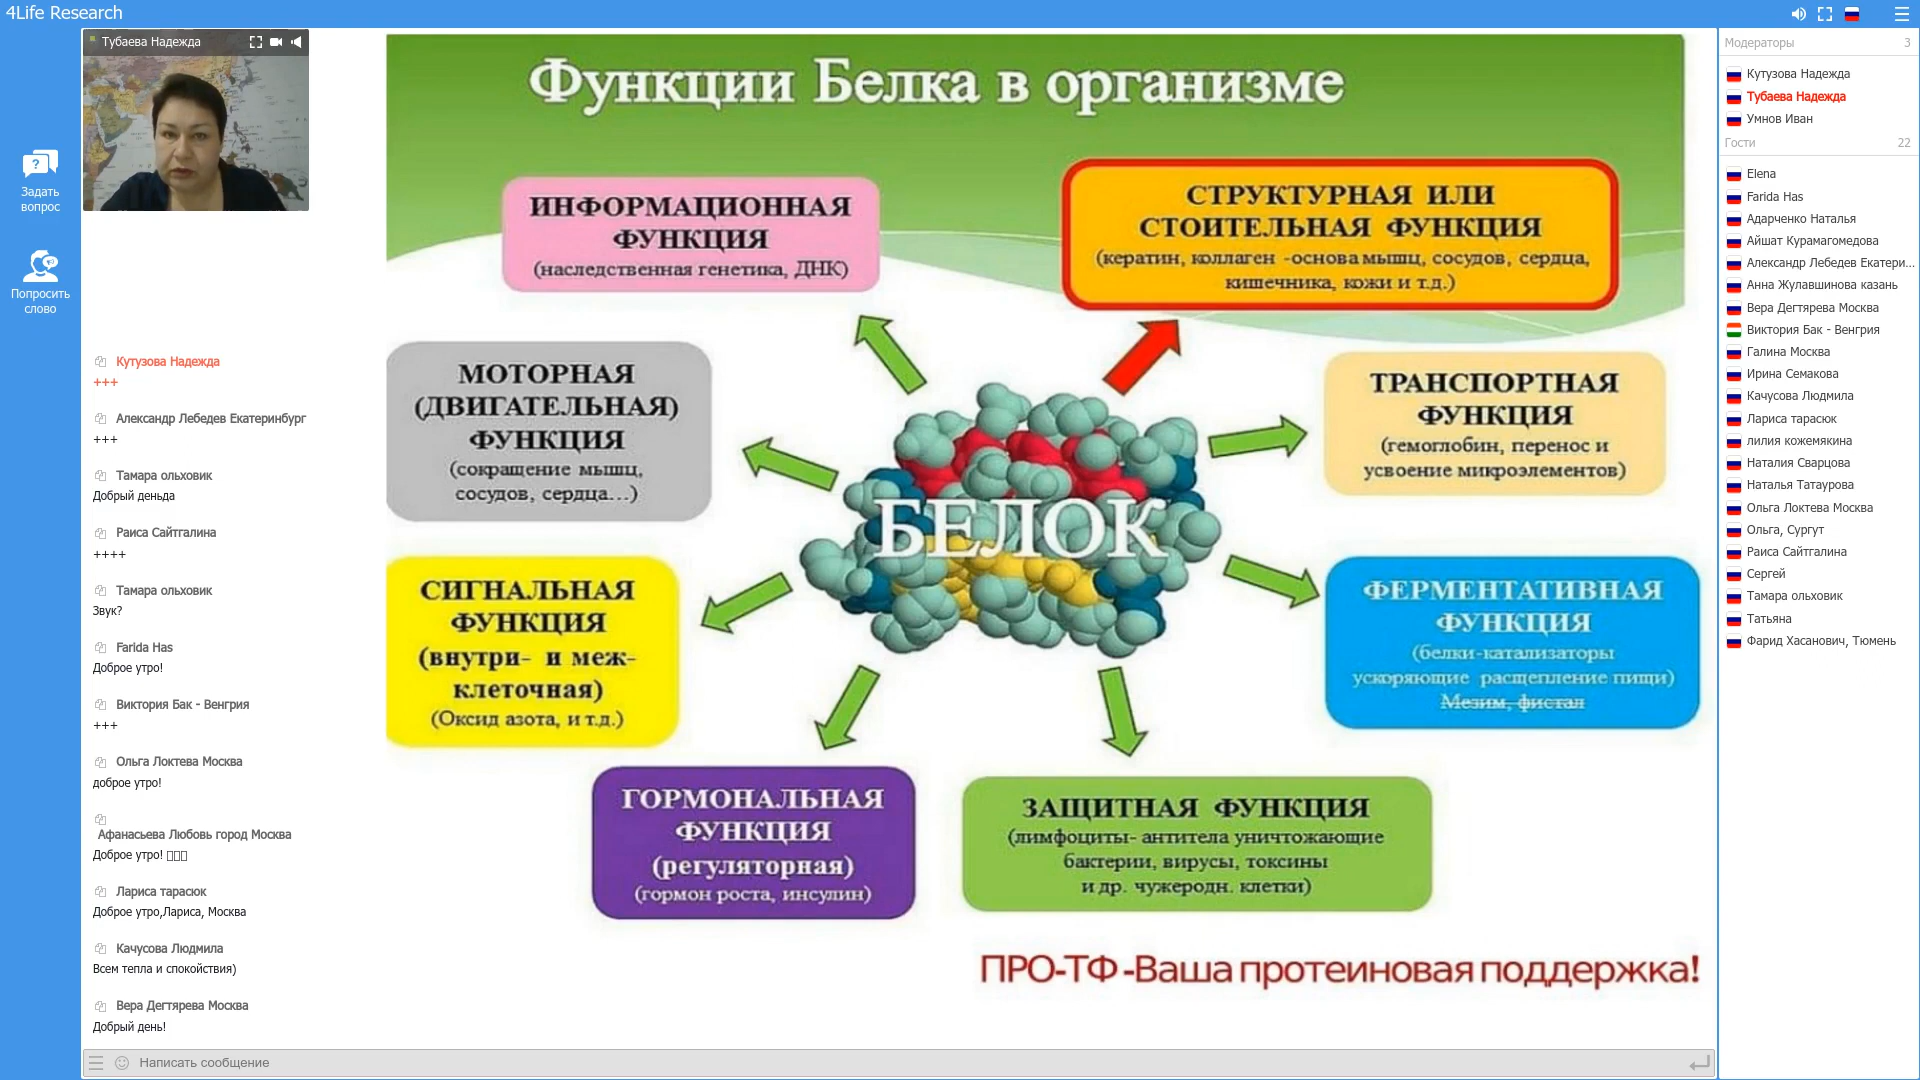 4Life Research
Тубаева Надежда
Задать
вопрос
Попросить
слово
Кутузова Надежда
+++
Александр Лебедев Екатеринбург
+++
Тамара ольховик
Добрый деньда
Раиса Сайтгалина
++++
Тамара ольховик
Звук?
Farida Has
Доброе утро!
Виктория Бак - Венгрия
+++
Ольга Локтева Москва
доброе утро!
Афанасьева Любовь город Москва
Доброе утро! 
Лариса тарасюк
Доброе утро,Лариса, Москва
Качусова Людмила
Всем тепла и спокойствия)
Вера Дегтярева Москва
Добрый день!
Написать сообщение
Функции Белка в организме
ИНФОРМАЦИОННАЯ
ФУНКЦИЯ
(наследственная генетика, ДНК)
СТРУКТУРНАЯ ИЛИ
СТОИТЕЛЬНАЯ ФУНКЦИЯ
(кератин, коллаген -основа мышц, сосудов, сердца,
кишечника, кожи и т.д.)
МОТОРНАЯ
(ДВИГАТЕЛЬНАЯ)
ФУНКЦИЯ
(сокращение мышц,
сосудов, сердца...)
ТРАНСПОРТНАЯ
ФУНКЦИЯ
(гемоглобин, перенос и
усвоение микроэлементов)
БЕЛОК
СИГНАЛЬНАЯ
ФУНКЦИЯ
(внутри- и меж-
клеточная)
(Оксид азота, и т.д.)
ФЕРМЕНТАТИВНАЯ
ФУНКЦИЯ
(белки-катализаторы
ускоряющие расщепление пищи)
Мезим, фистал
ГОРМОНАЛЬНАЯ
ФУНКЦИЯ
(регуляторная)
(гормон роста, инсулин)
ЗАЩИТНАЯ ФУНКЦИЯ
(лимфоциты- антитела уничтожающие
бактерии, вирусы, токсины
и др. чужеродн. клетки)
ПРО-ТФ -Ваша протеиновая поддержка!
Модераторы 3
Кутузова Надежда
Тубаева Надежда
Умнов Иван
Гости 22
Elena
Farida Has
Адарченко Наталья
Айшат Курамагомедова
Александр Лебедев Екатери...
Анна Жулавшинова казань
Вера Дегтярева Москва
Виктория Бак - Венгрия
Галина Москва
Ирина Семакова
Качусова Людмила
Лариса тарасюк
лилия кожемякина
Наталия Сварцова
Наталья Татаурова
Ольга Локтева Москва
Ольга, Сургут
Раиса Сайтгалина
Сергей
Тамара ольховик
Татьяна
Фарид Хасанович, Тюмень